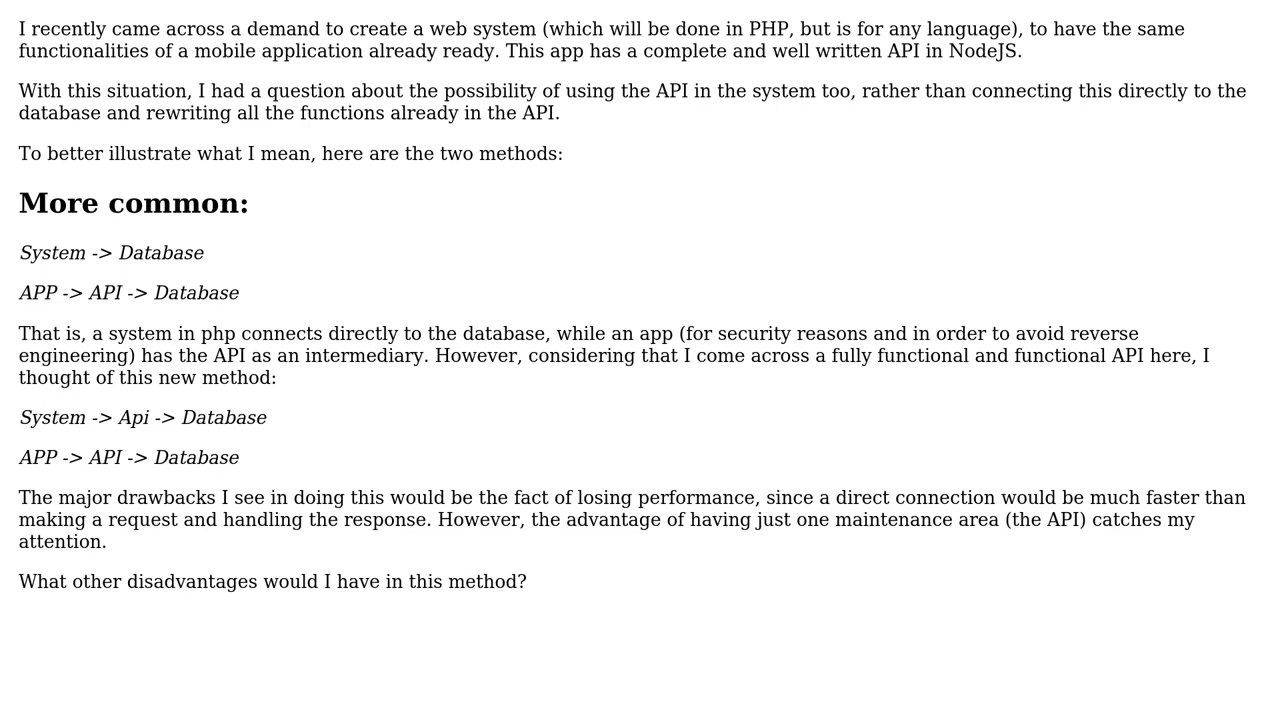 I recently came across a demand to create a web system (which will be done in PHP, but is for any language), to have the same
functionalities of a mobile application already ready. This app has a complete and well written API in NodeJS.
With this situation, I had a question about the possibility of using the API in the system too, rather than connecting this directly to the
database and rewriting all the functions already in the API.
To better illustrate what I mean, here are the two methods:
More common:
System -> Database
APP -> API -> Database
That is, a system in php connects directly to the database, while an app (for security reasons and in order to avoid reverse
engineering) has the API as an intermediary. However, considering that I come across a fully functional and functional API here, I
thought of this new method:
System -> Api -> Database
APP -> API -> Database
The major drawbacks I see in doing this would be the fact of losing performance, since a direct connection would be much faster than
making a request and handling the response. However, the advantage of having just one maintenance area (the API) catches my
attention.
What other disadvantages would I have in this method?